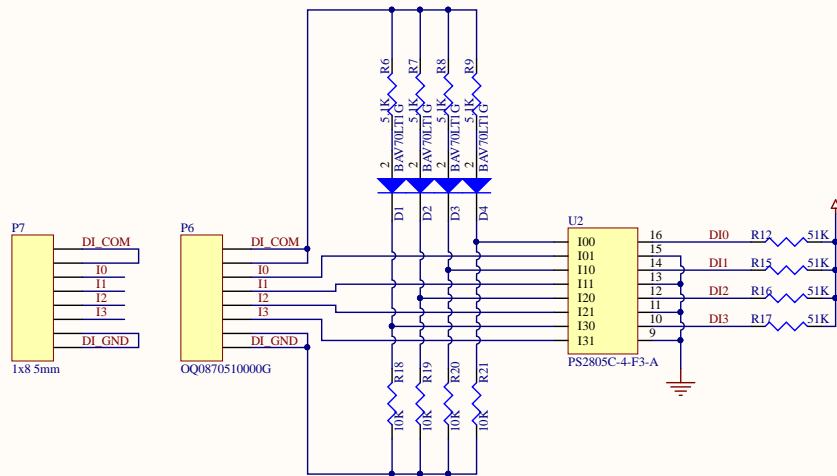 R6
R7
R8
R9
5.1K
5.1K
5.1K
5.1K
BAV70LT1G
BAV70LT1G
BAV70LT1G
BAV70LT1G
2
2
2
2
D1
D2
D3
D4
P7
DI_COM
I0
I1
I2
I3
DI_GND
1x8 5mm
P6
DI_COM
I0
I1
I2
I3
DI_GND
OQ0870510000G
U2
I00
I01
I10
I11
I20
I21
I30
I31
16
15
14
13
12
11
10
9
PS2805C-4-F3-A
DI0
R12
51K
DI1
R15
51K
DI2
R16
51K
DI3
R17
51K
R18
R19
R20
R21
10K
10K
10K
10K